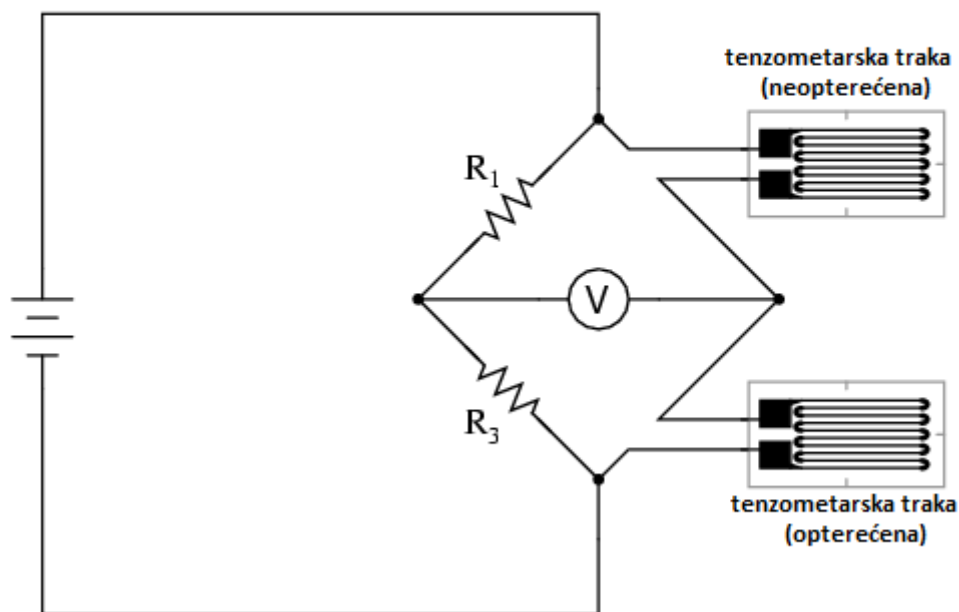 tenzometarska traka
(neopterećena)
R1
V
R3
tenzometarska traka
(opterećena)